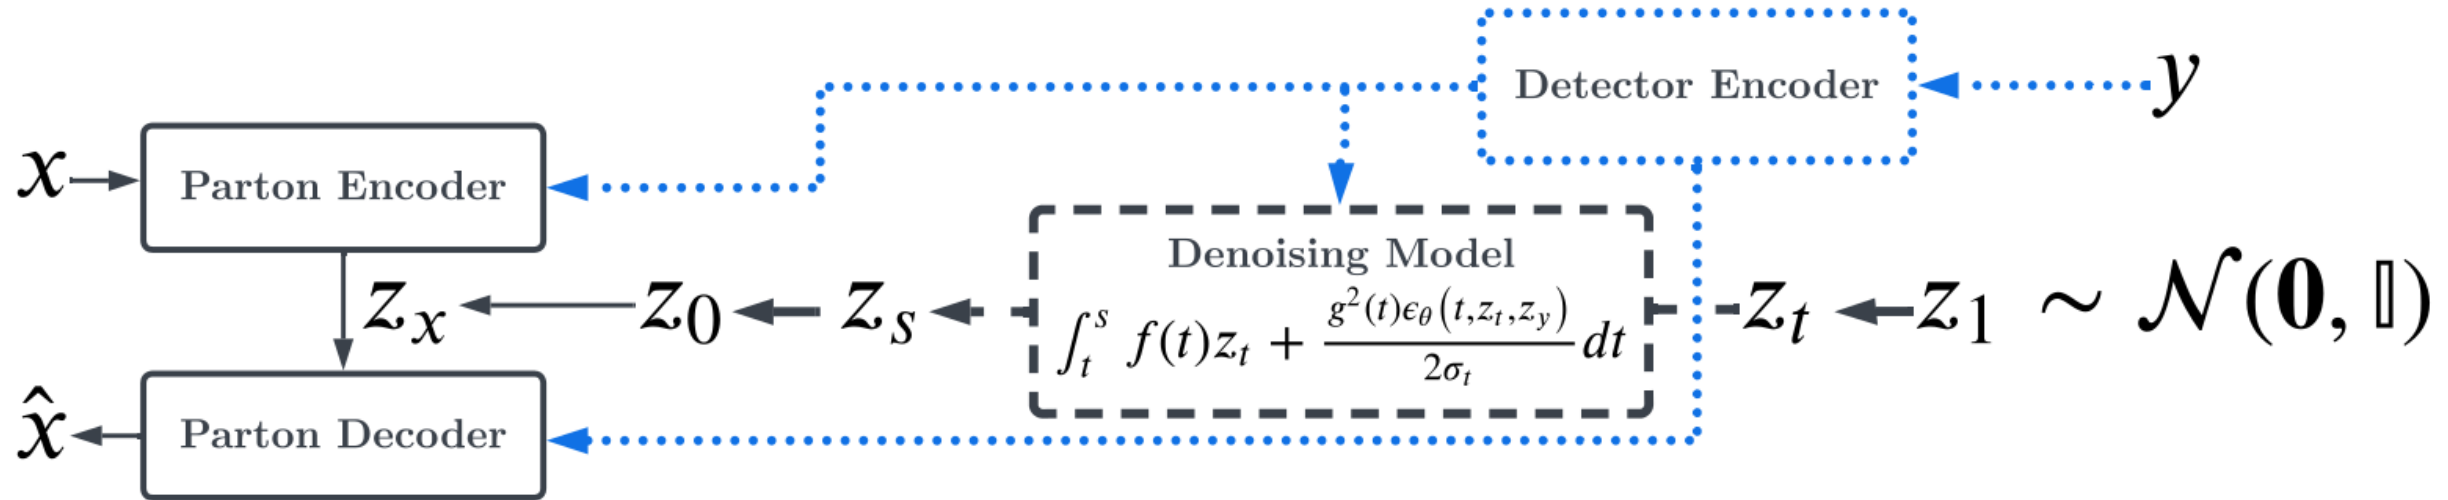 Detector Encoder
y
x
Parton Encoder
Denoising Model
z_x
z_0
z_s
∫_t^s f(t)z_t + g²(t)ϵ_θ(t,z_t,z_y) / 2σ_t dt
z_t
z_1 ∼ 𝒩(𝟎, 𝕀)
x̂
Parton Decoder